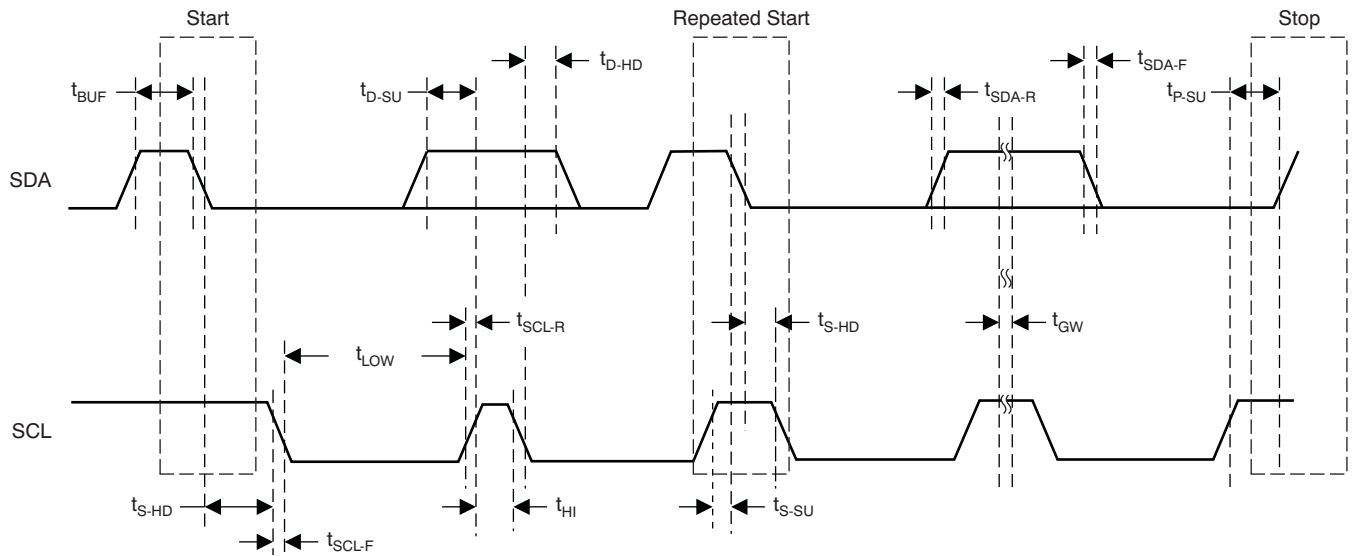 Start
Repeated Start
Stop
tD-HD
tSDA-F
tBUF
tD-SU
tSDA-R
tP-SU
SDA
tSCL-R
tS-HD
tGW
tLOW
SCL
tS-HD
tHI
tS-SU
tSCL-F